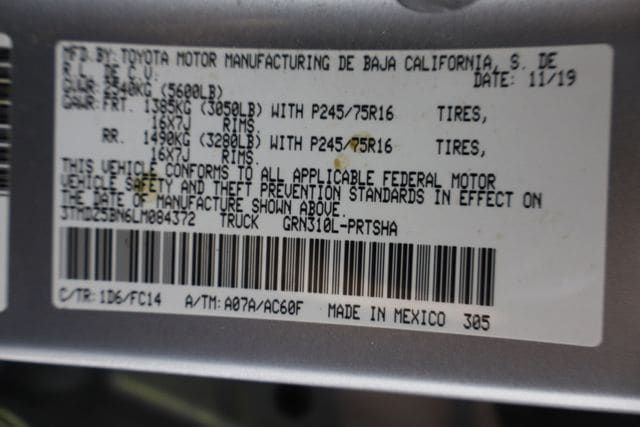 MFD.BY: TOYOTA MOTOR MANUFACTURING DE BAJA CALIFORNIA, S. DE
R.L. DE C.V. DATE: 11/19
GVWR: 2540KG (5600LB)
GAWR: FRT. 1385KG (3050LB) WITH P245/75R16 TIRES,
16X7J RIMS.
RR. 1490KG (3280LB) WITH P245/75R16 TIRES,
16X7J RIMS.
THIS VEHICLE CONFORMS TO ALL APPLICABLE FEDERAL MOTOR
VEHICLE SAFETY AND THEFT PREVENTION STANDARDS IN EFFECT ON
THE DATE OF MANUFACTURE SHOWN ABOVE.
3TMDZ5BN6LM084372 TRUCK GRN310L-PRTSHA
C/TR: 1D6/FC14 A/TM: A07A/AC60F MADE IN MEXICO 305